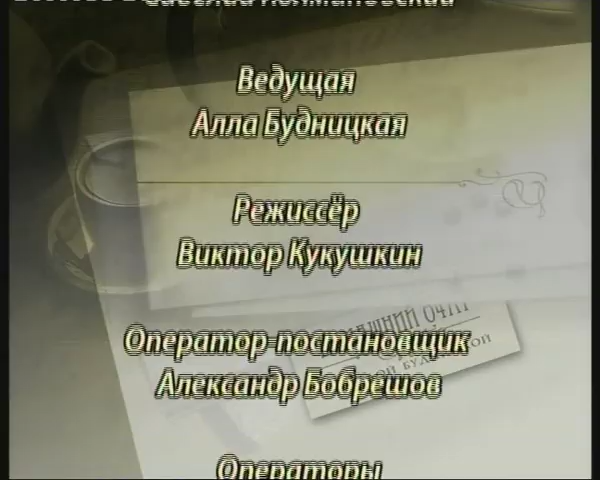 Ведущая
Алла Будницкая
Режиссёр
Виктор Кукушкин
Оператор-постановщик
Александр Бобрешов
Операторы